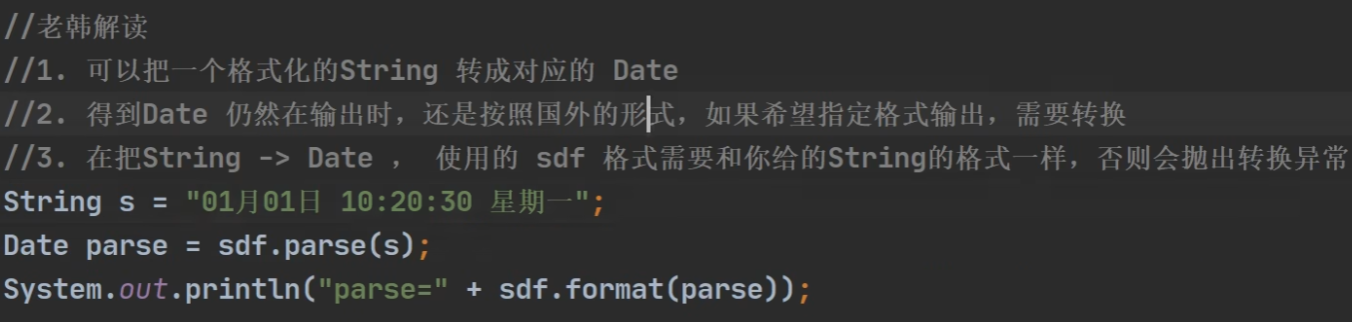 //老韩解读
//1. 可以把一个格式化的String 转成对应的 Date
//2. 得到Date 仍然在输出时，还是按照国外的形式，如果希望指定格式输出，需要转换
//3. 在把String -> Date ， 使用的 sdf 格式需要和你给的String的格式一样，否则会抛出转换异常
String s = "01月01日 10:20:30 星期一";
Date parse = sdf.parse(s);
System.out.println("parse=" + sdf.format(parse));